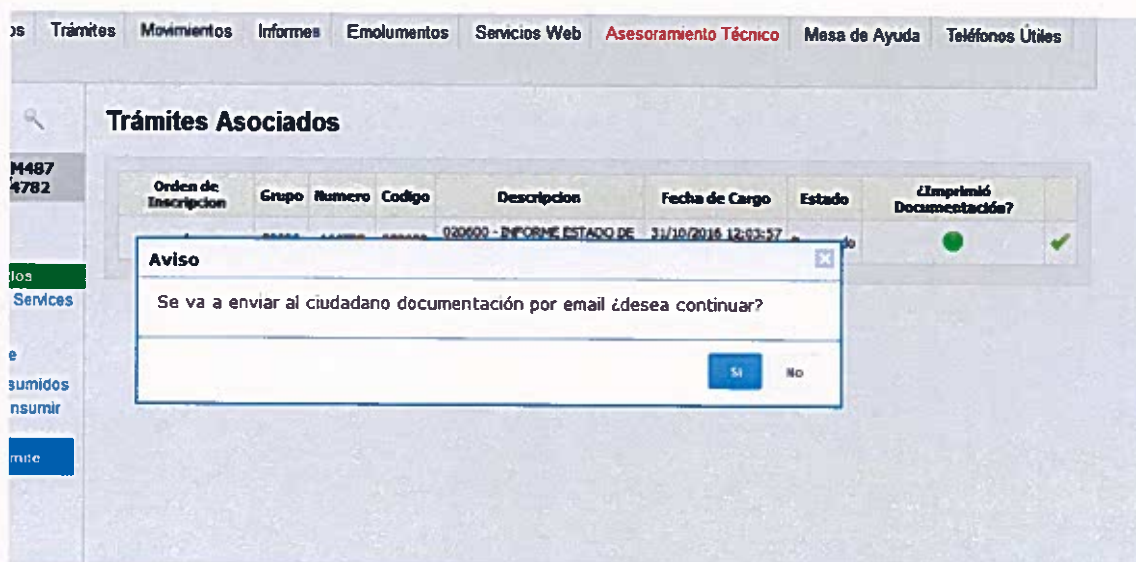 os Trámites Movimientos Informes Emolumentos Servicios Web Asesoramiento Técnico Mesa de Ayuda Teléfonos Útiles
Trámites Asociados
M487
4782
Orden de Inscripcion Grupo Numero Codigo Descripcion Fecha de Cargo Estado ¿Imprimió Documentación?
020600 - INFORME ESTADO DE 31/10/2016 12:03:57 do
Aviso
Se va a enviar al ciudadano documentación por email ¿desea continuar?
Si No
dos
Services
e
sumidos
nsumir
mite